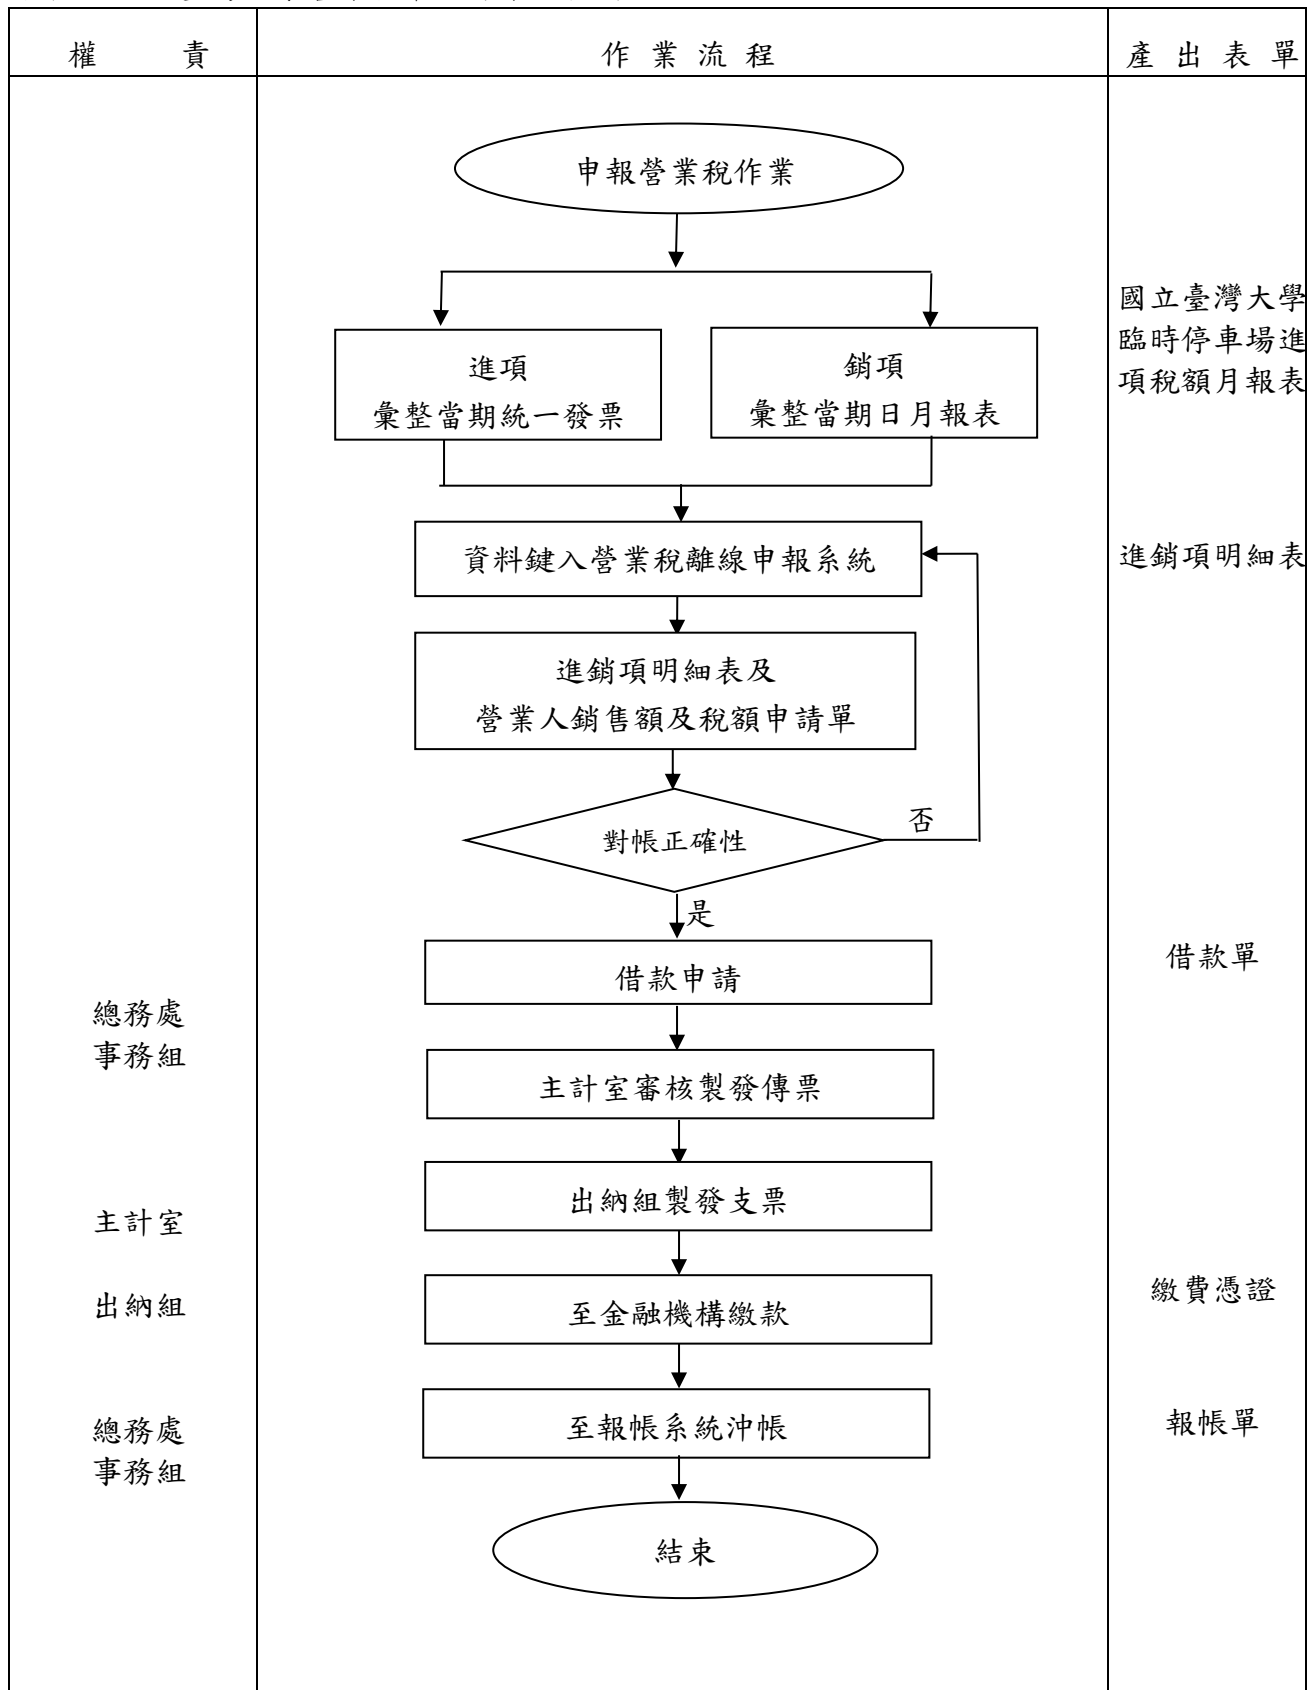 權責
作業流程
產出表單
申報營業稅作業
進項
彙整當期統一發票
銷項
彙整當期日月報表
國立臺灣大學
臨時停車場進
項稅額月報表
資料鍵入營業稅離線申報系統
進銷項明細表
進銷項明細表及
營業人銷售額及稅額申請單
對帳正確性
否
是
借款申請
借款單
總務處
事務組
主計室審核製發傳票
出納組製發支票
主計室
至金融機構繳款
出納組
繳費憑證
至報帳系統沖帳
總務處
事務組
報帳單
結束